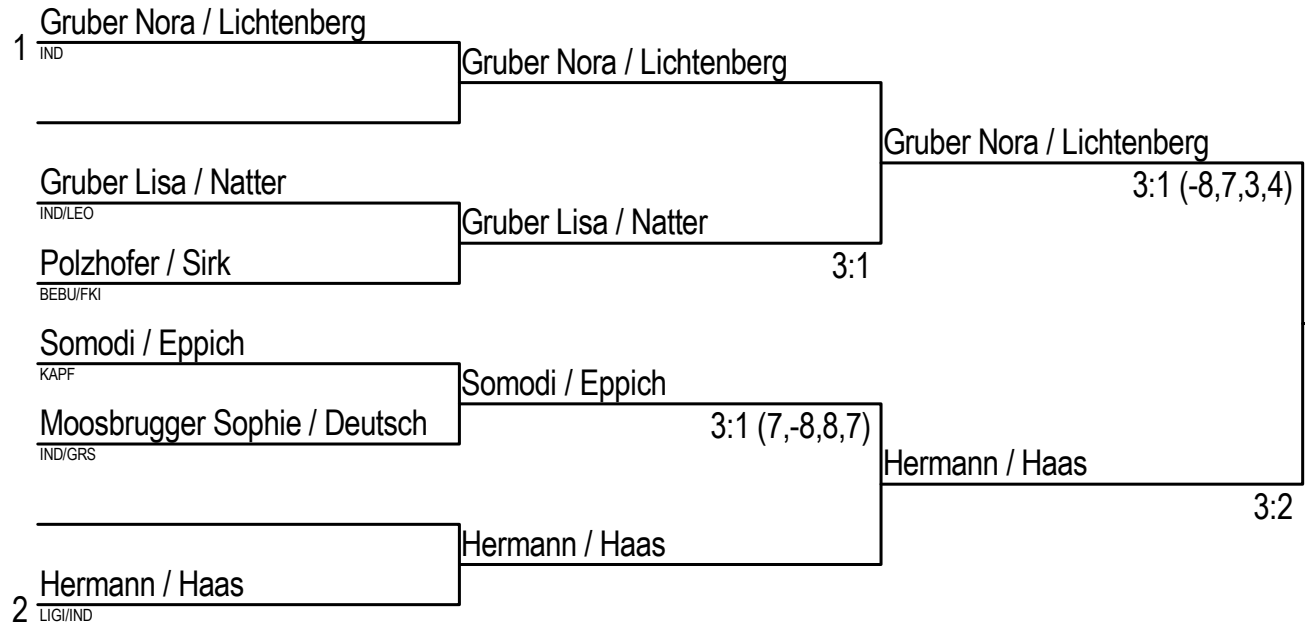 Gruber Nora / Lichtenberg
1 IND
Gruber Nora / Lichtenberg
Gruber Nora / Lichtenberg
3:1 (-8,7,3,4)
Gruber Lisa / Natter
IND/LEO
Gruber Lisa / Natter
3:1
Polzhofer / Sirk
BEBU/FKI
Somodi / Eppich
KAPF
Somodi / Eppich
3:1 (7,-8,8,7)
Moosbrugger Sophie / Deutsch
IND/GRS
Hermann / Haas
3:2
Hermann / Haas
Hermann / Haas
2 LIGI/IND